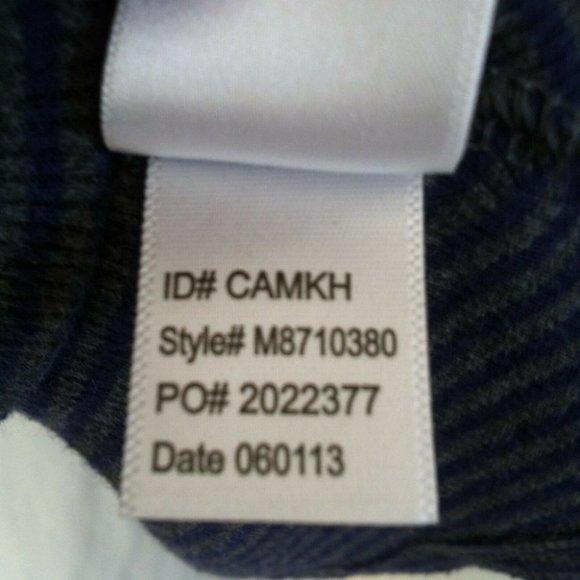 ID# CAMKH
Style# M8710380
PO# 2022377
Date 060113